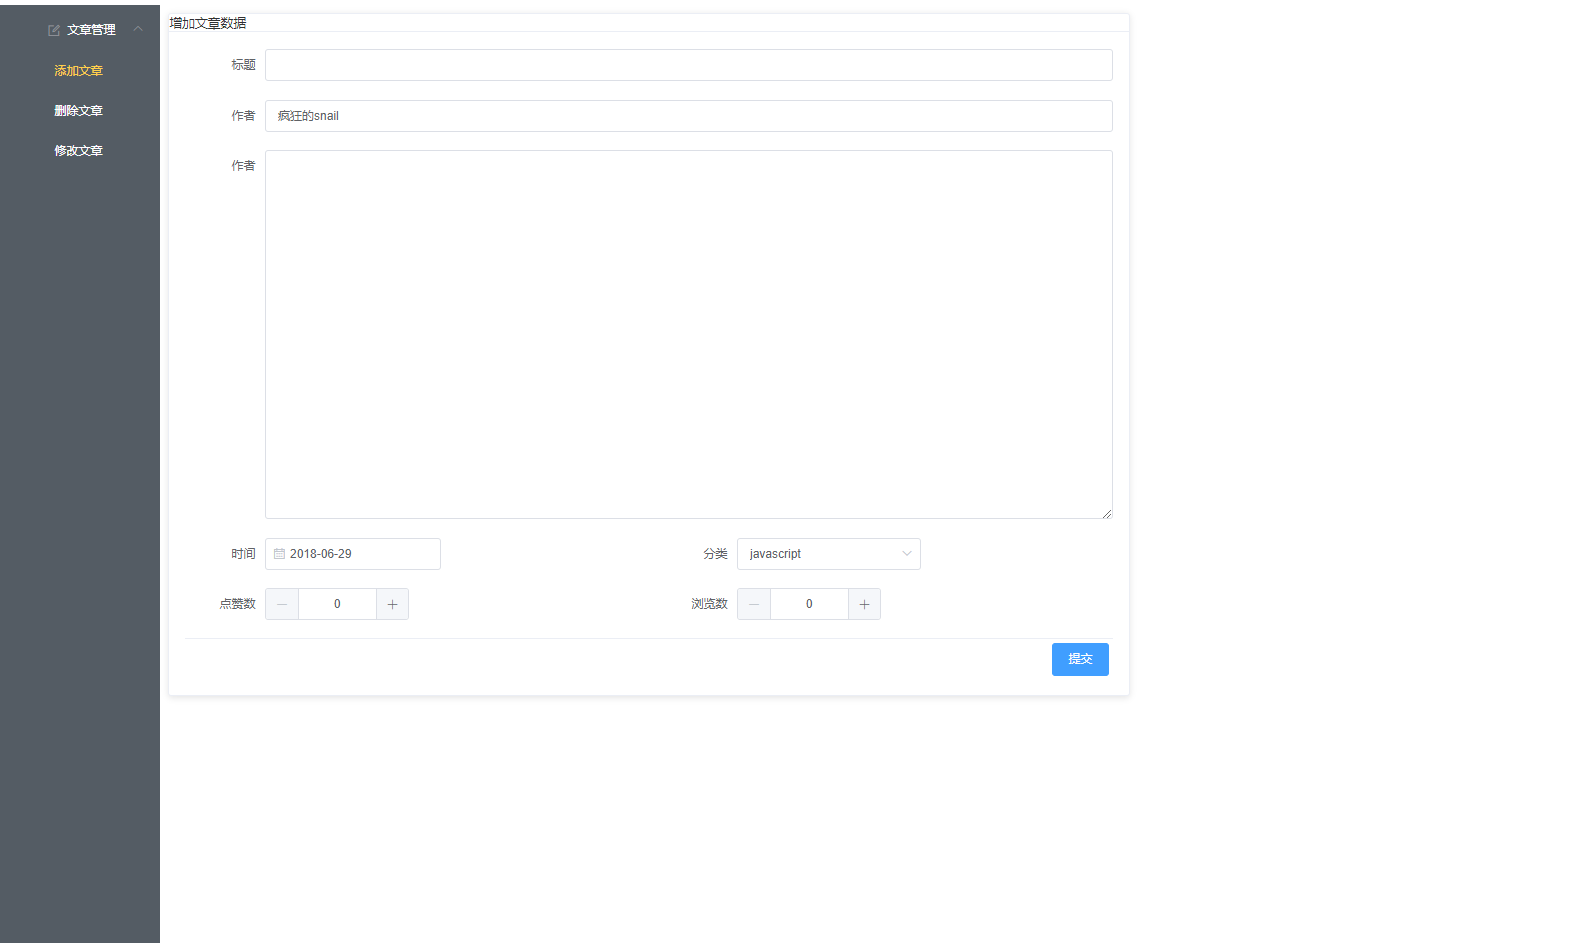 文章管理
添加文章
删除文章
修改文章
增加文章数据
标题
作者 疯狂的snail
作者
时间 2018-06-29 分类 javascript
点赞数 0 浏览数 0
提交